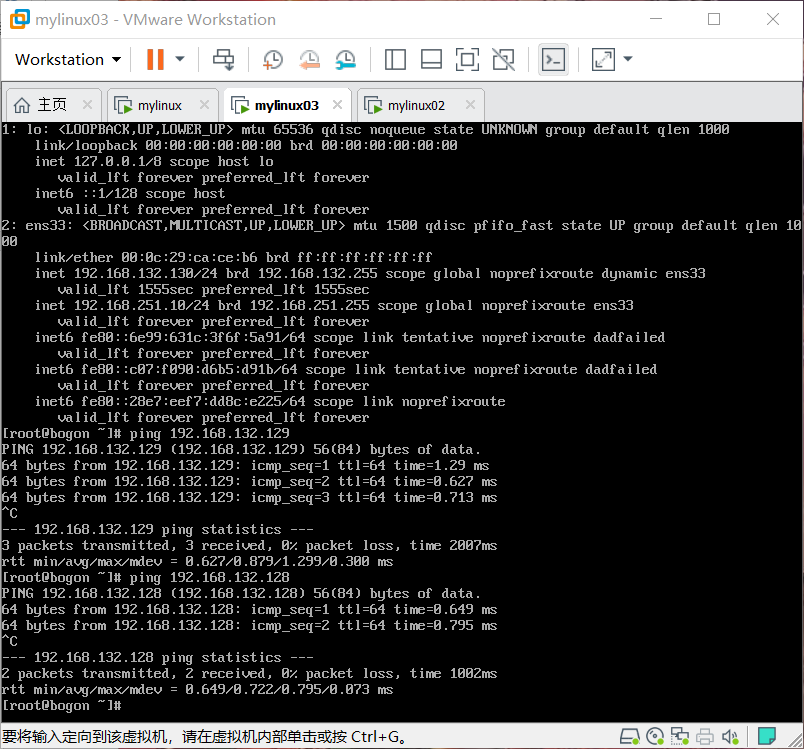 mylinux03 - VMware Workstation
Workstation
主页 mylinux mylinux03 mylinux02
1: lo: <LOOPBACK,UP,LOWER_UP> mtu 65536 qdisc noqueue state UNKNOWN group default qlen 1000
link/loopback 00:00:00:00:00:00 brd 00:00:00:00:00:00
inet 127.0.0.1/8 scope host lo
valid_lft forever preferred_lft forever
inet6 ::1/128 scope host
valid_lft forever preferred_lft forever
2: ens33: <BROADCAST,MULTICAST,UP,LOWER_UP> mtu 1500 qdisc pfifo_fast state UP group default qlen 10
00
link/ether 00:0c:29:ca:ce:b6 brd ff:ff:ff:ff:ff:ff
inet 192.168.132.130/24 brd 192.168.132.255 scope global noprefixroute dynamic ens33
valid_lft 1555sec preferred_lft 1555sec
inet 192.168.251.10/24 brd 192.168.251.255 scope global noprefixroute ens33
valid_lft forever preferred_lft forever
inet6 fe80::6e99:631c:3f6f:5a91/64 scope link tentative noprefixroute dadfailed
valid_lft forever preferred_lft forever
inet6 fe80::c07:f090:d6b5:d91b/64 scope link tentative noprefixroute dadfailed
valid_lft forever preferred_lft forever
inet6 fe80::28e7:eef7:dd8c:e225/64 scope link noprefixroute
valid_lft forever preferred_lft forever
[root@bogon ~]# ping 192.168.132.129
PING 192.168.132.129 (192.168.132.129) 56(84) bytes of data.
64 bytes from 192.168.132.129: icmp_seq=1 ttl=64 time=1.29 ms
64 bytes from 192.168.132.129: icmp_seq=2 ttl=64 time=0.627 ms
64 bytes from 192.168.132.129: icmp_seq=3 ttl=64 time=0.713 ms
^C
--- 192.168.132.129 ping statistics ---
3 packets transmitted, 3 received, 0% packet loss, time 2007ms
rtt min/avg/max/mdev = 0.627/0.879/1.299/0.300 ms
[root@bogon ~]# ping 192.168.132.128
PING 192.168.132.128 (192.168.132.128) 56(84) bytes of data.
64 bytes from 192.168.132.128: icmp_seq=1 ttl=64 time=0.649 ms
64 bytes from 192.168.132.128: icmp_seq=2 ttl=64 time=0.795 ms
^C
--- 192.168.132.128 ping statistics ---
2 packets transmitted, 2 received, 0% packet loss, time 1002ms
rtt min/avg/max/mdev = 0.649/0.722/0.795/0.073 ms
[root@bogon ~]#
要将输入定向到该虚拟机，请在虚拟机内部单击或按 Ctrl+G。